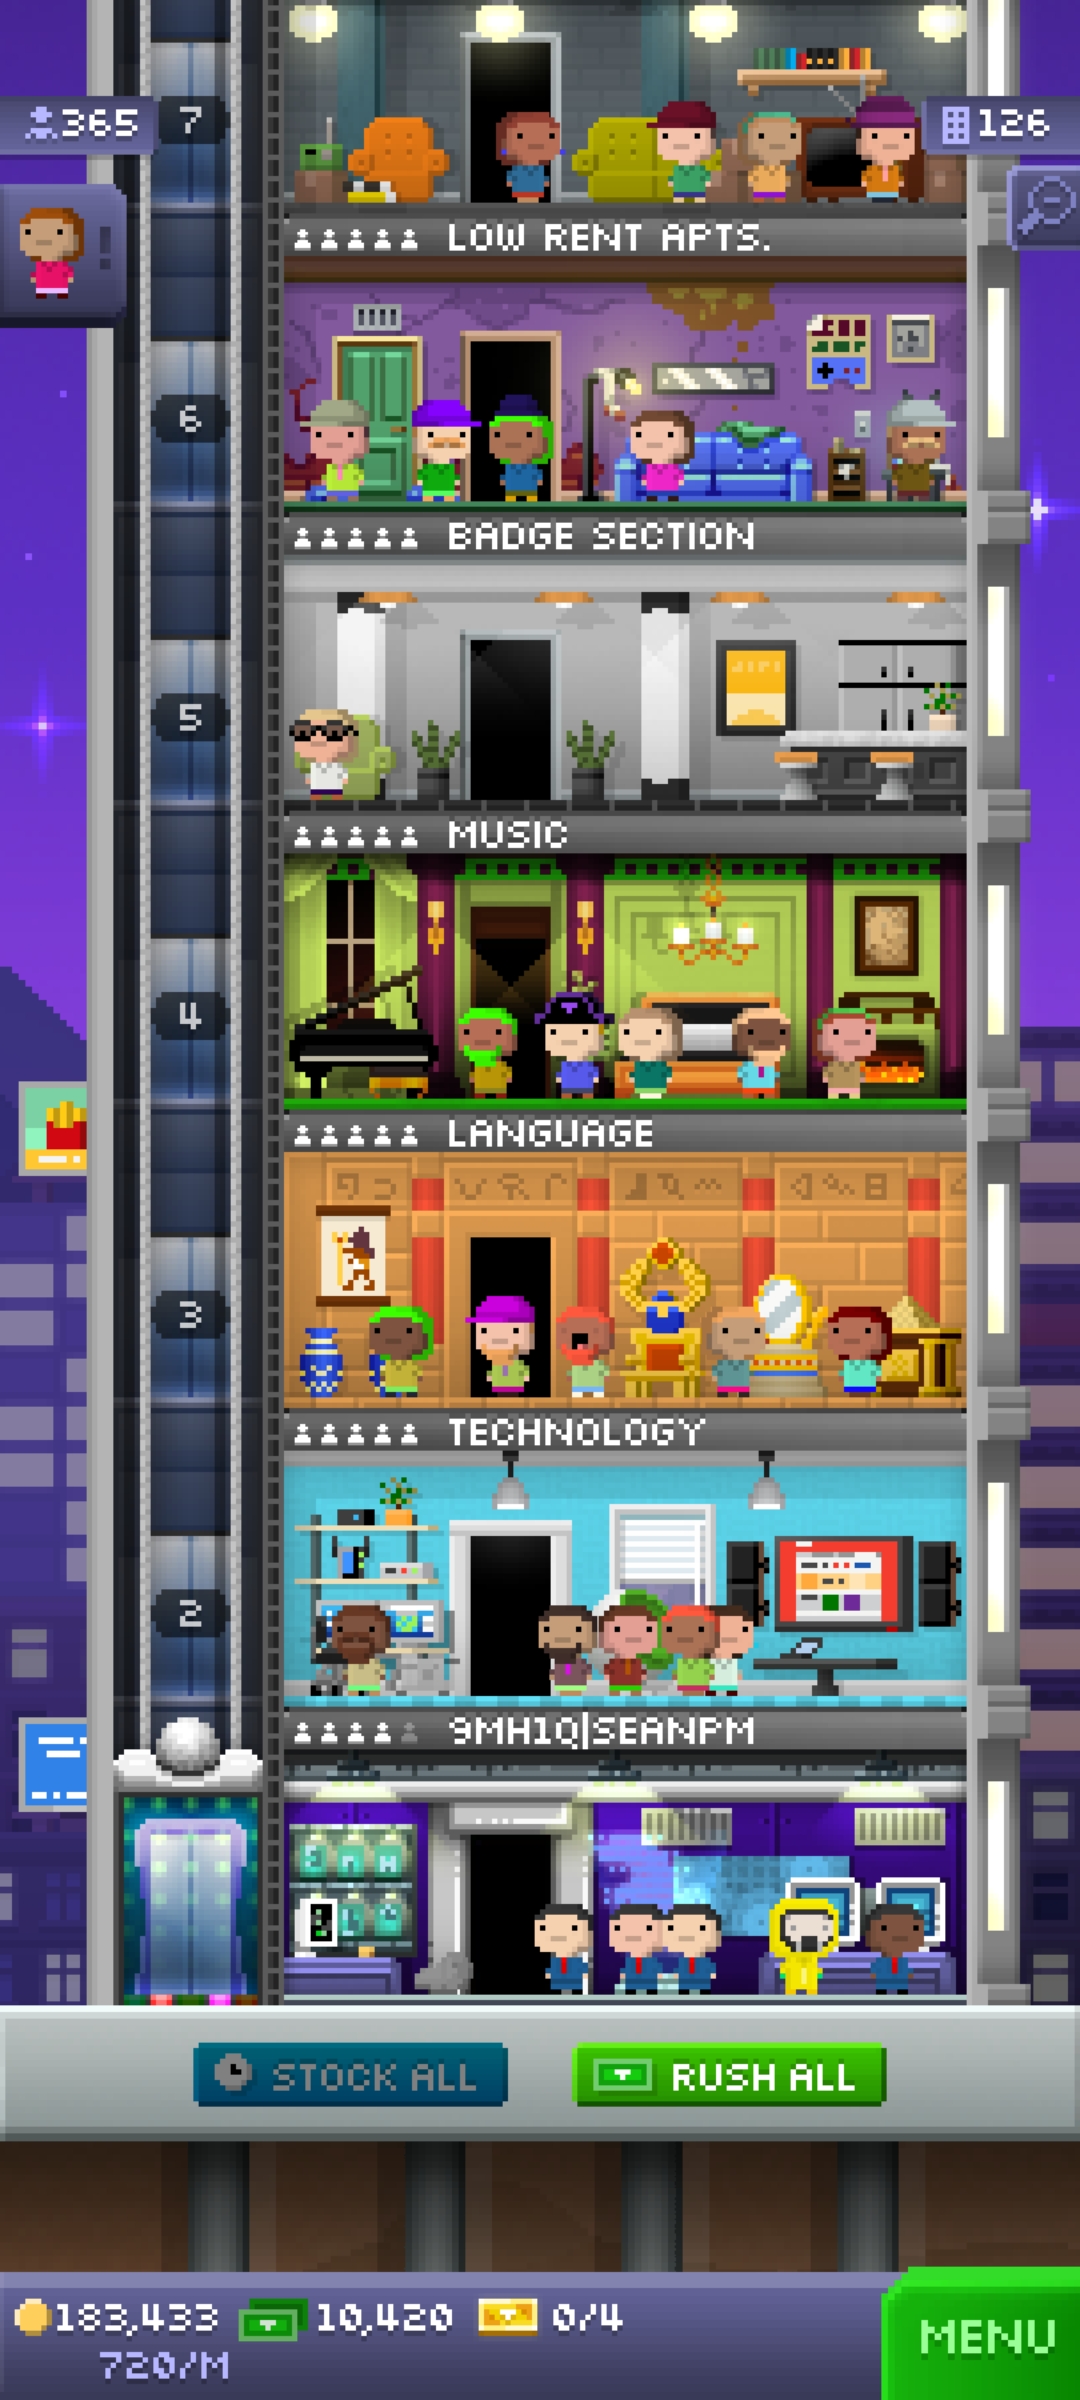 7
365
126
LOW RENT APTS.
6
BADGE SECTION
5
MUSIC
4
LANGUAGE
3
TECHNOLOGY
2
9MH1Q|SEANPM
STOCK ALL
RUSH ALL
183,433
10,420
0/4
720/M
MENU